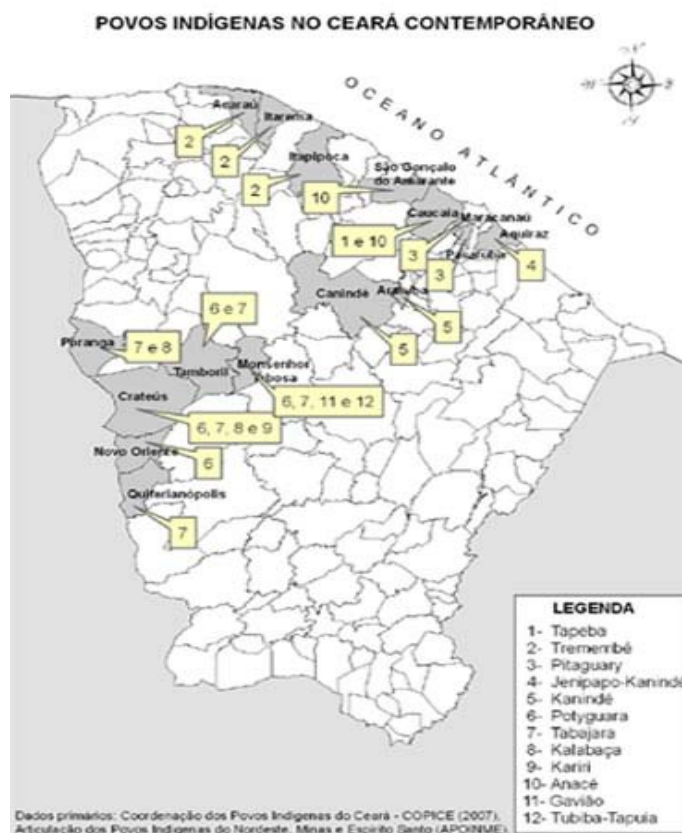 POVOS INDÍGENAS NO CEARÁ CONTEMPORÂNEO
OCEANO ATLÂNTICO
Acaraú
Itarema
2
2
Itapipoca
2
São Gonçalo
do Amarante
10
Caucaia
1 e 10
Maracanaú
3
Pacatuba
3
Aquiraz
4
Canindé
5
Aratuba
5
6 e 7
Poranga
7 e 8
Tamboril
Monsenhor
Tabosa
6, 7, 11 e 12
Crateús
6, 7, 8 e 9
Novo Oriente
6
Quiterianópolis
7
LEGENDA
1- Tapeba
2- Tremembé
3- Pitaguary
4- Jenipapo-Kanindé
5- Kanindé
6- Potyguara
7- Tabajara
8- Kalabaça
9- Kariri
10- Anacé
11- Gavião
12- Tubiba-Tapuia
Dados primários: Coordenação dos Povos Indígenas do Ceará - COPICE (2007).
Articulação dos Povos Indígenas do Nordeste, Minas e Espírito Santo (APOINME).